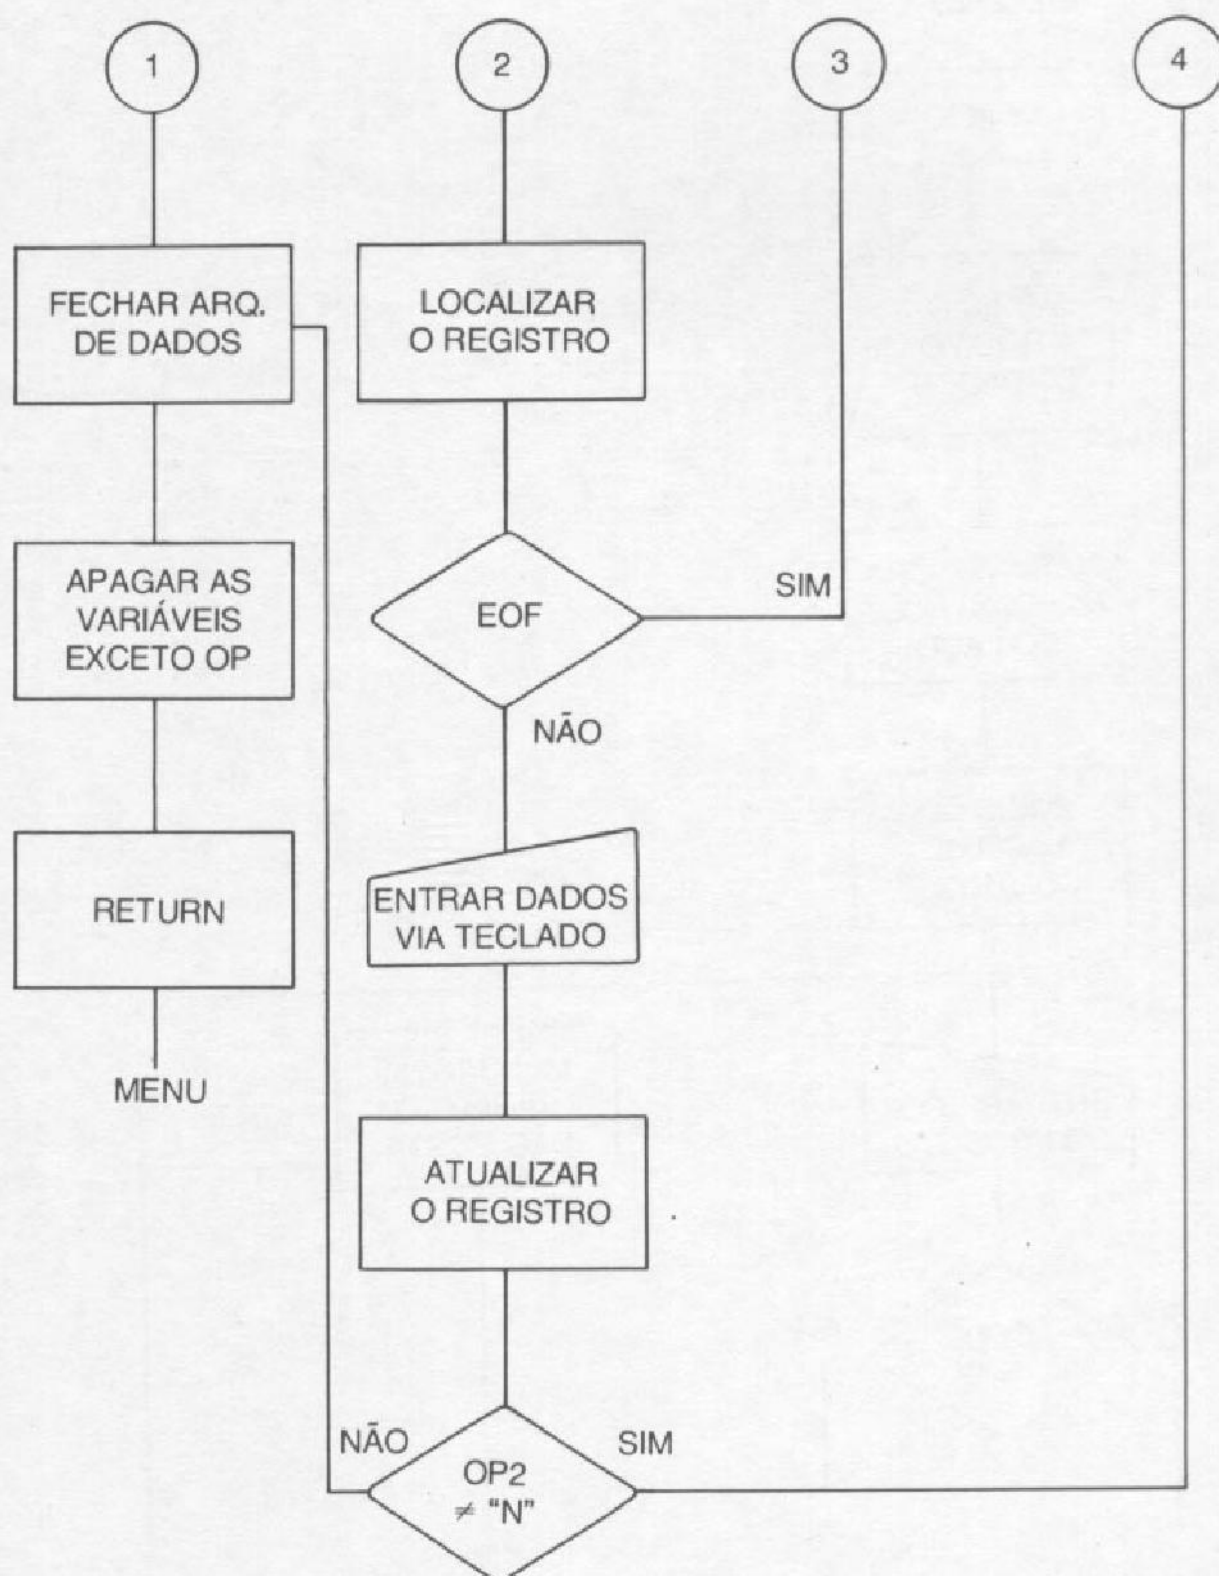 1
2
3
4
FECHAR ARQ.
DE DADOS
LOCALIZAR
O REGISTRO
APAGAR AS
VARIÁVEIS
EXCETO OP
EOF
SIM
NÃO
RETURN
ENTRAR DADOS
VIA TECLADO
MENU
ATUALIZAR
O REGISTRO
NÃO
SIM
OP2
≠ "N"